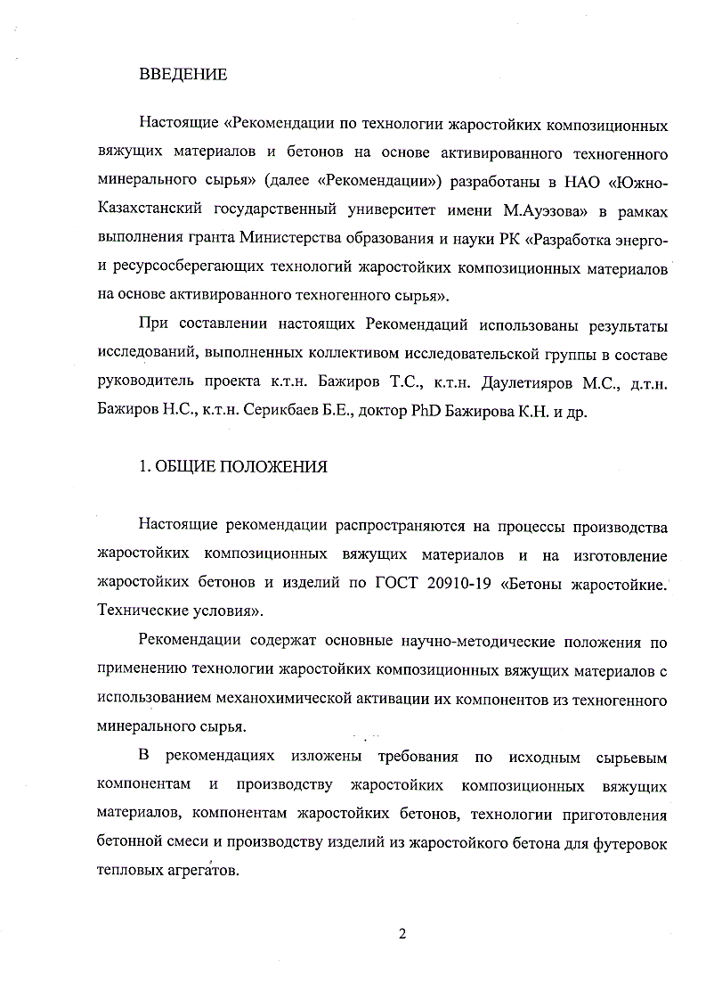 ВВЕДЕНИЕ
Настоящие «Рекомендации по технологии жаростойких композиционных
вяжущих материалов и бетонов на основе активированного техногенного
минерального сырья» (далее «Рекомендации») разработаны в НАО «Южно-
Казахстанский государственный университет имени М.Ауэзова» в рамках
выполнения гранта Министерства образования и науки РК «Разработка энерго-
и ресурсосберегающих технологий жаростойких композиционных материалов
на основе активированного техногенного сырья».
При составлении настоящих Рекомендаций использованы результаты
исследований, выполненных коллективом исследовательской группы в составе
руководитель проекта к.т.н. Бажиров Т.С., к.т.н. Даулетияров М.С., д.т.н.
Бажиров Н.С., к.т.н. Серикбаев Б.Е., доктор PhD Бажирова К.Н. и др.
1. ОБЩИЕ ПОЛОЖЕНИЯ
Настоящие рекомендации распространяются на процессы производства
жаростойких композиционных вяжущих материалов и на изготовление
жаростойких бетонов и изделий по ГОСТ 20910-19 «Бетоны жаростойкие.
Технические условия».
Рекомендации содержат основные научно-методические положения по
применению технологии жаростойких композиционных вяжущих материалов с
использованием механохимической активации их компонентов из техногенного
минерального сырья.
В рекомендациях изложены требования по исходным сырьевым
компонентам и производству жаростойких композиционных вяжущих
материалов, компонентам жаростойких бетонов, технологии приготовления
бетонной смеси и производству изделий из жаростойкого бетона для футеровок
тепловых агрегатов.
2